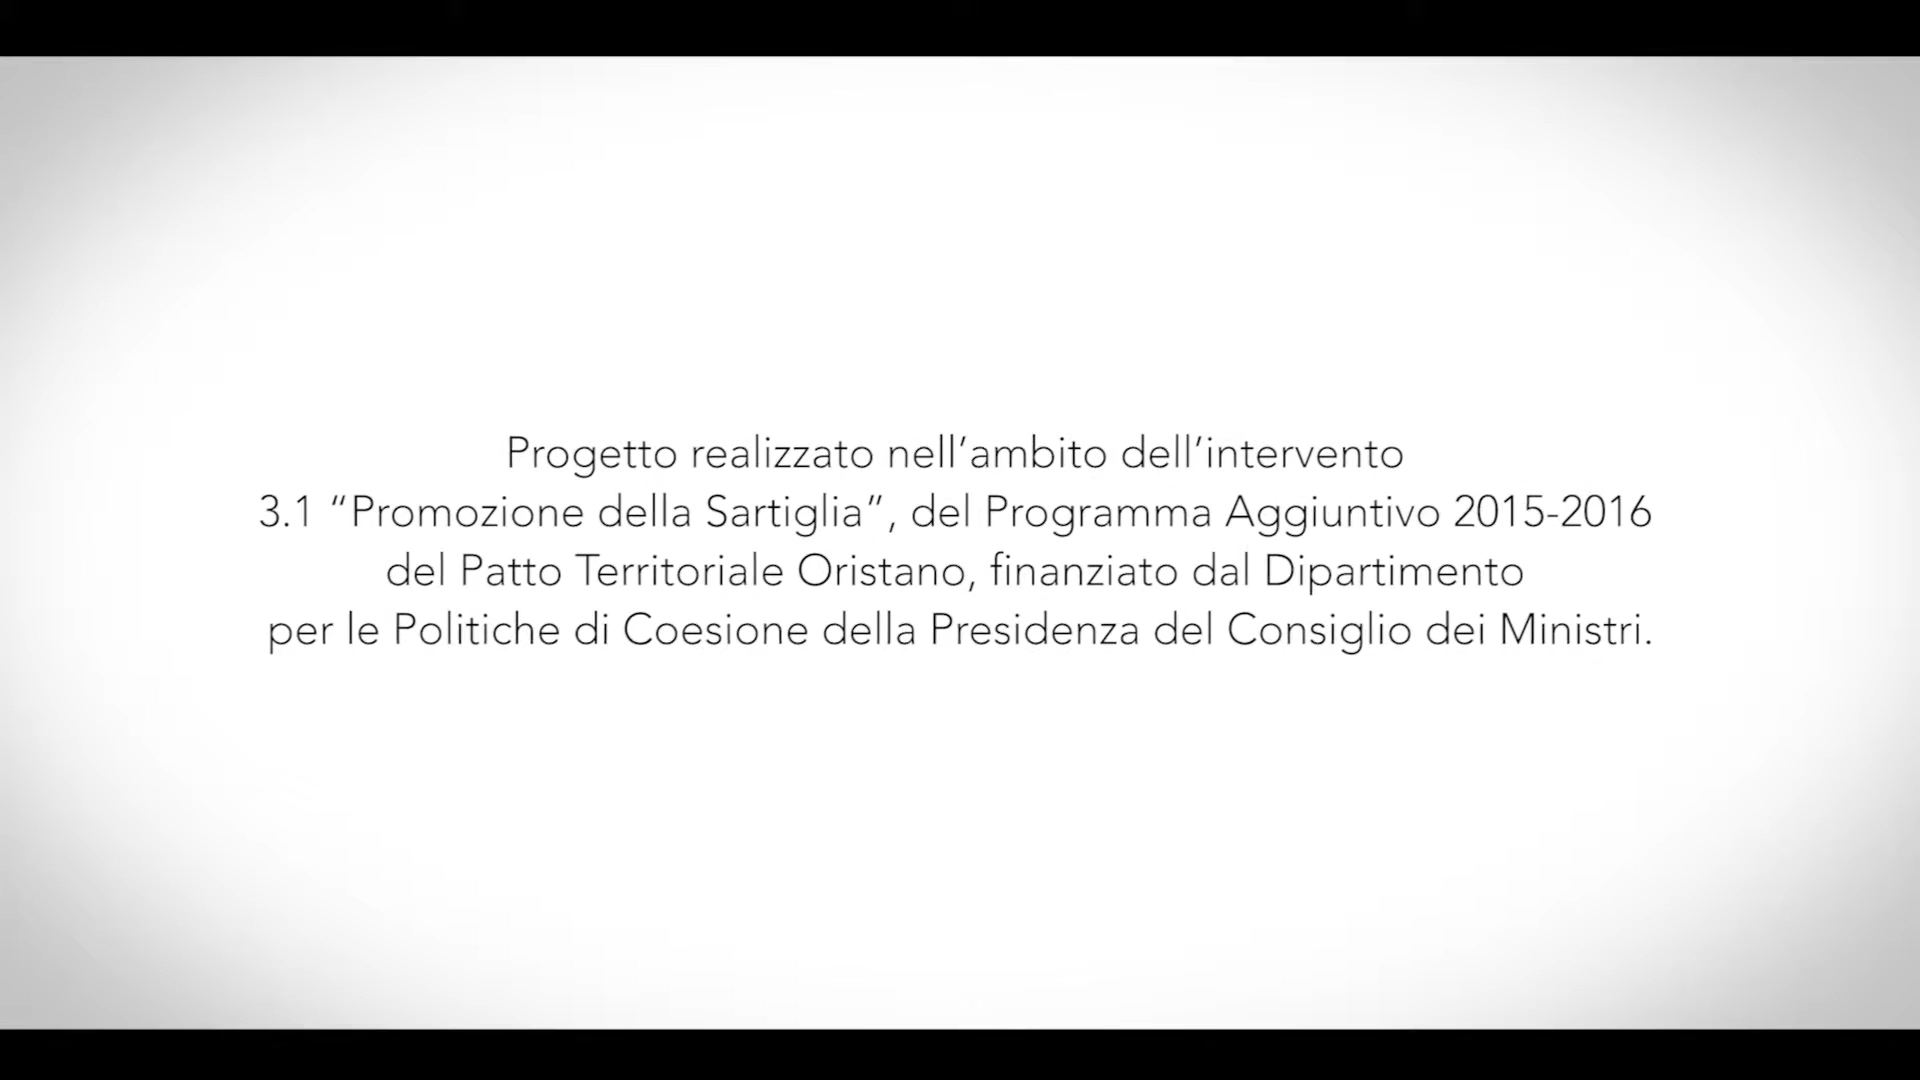 Progetto realizzato nell’ambito dell’intervento
3.1 “Promozione della Sartiglia”, del Programma Aggiuntivo 2015-2016
del Patto Territoriale Oristano, finanziato dal Dipartimento
per le Politiche di Coesione della Presidenza del Consiglio dei Ministri.